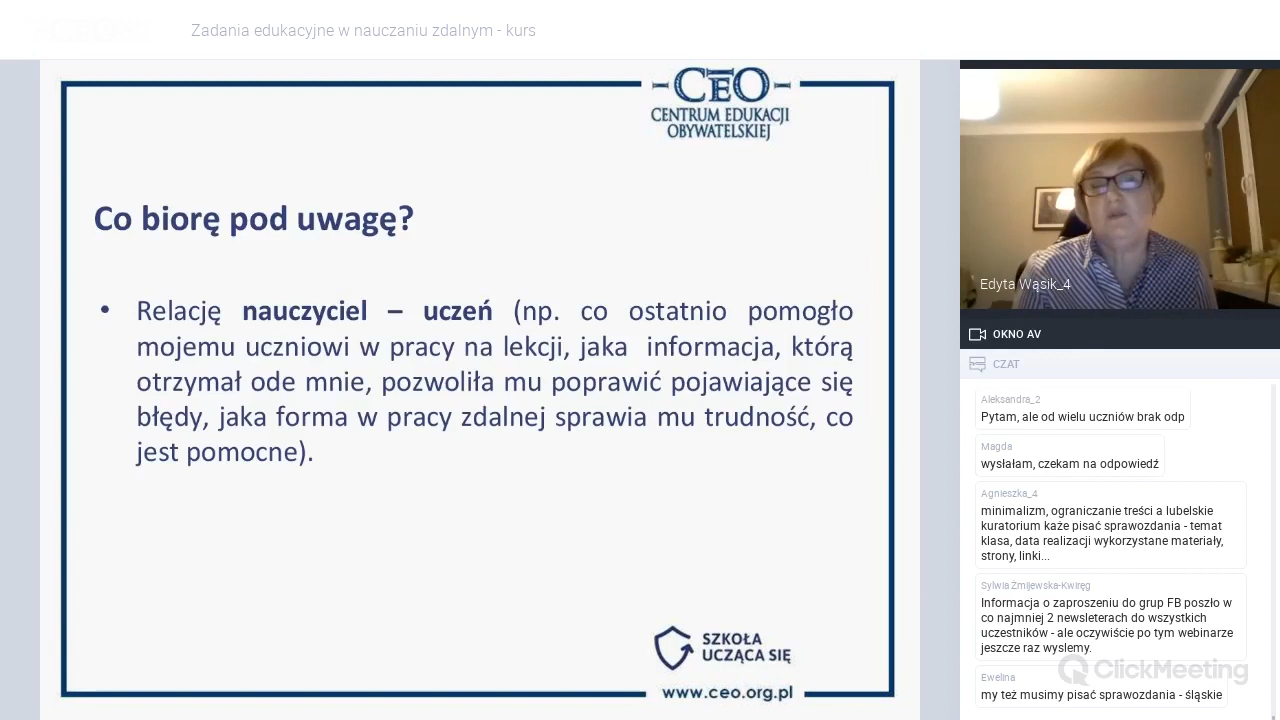 Zadania edukacyjne w nauczaniu zdalnym - kurs
CEO
CENTRUM EDUKACJI
OBYWATELSKIEJ
Co biorę pod uwagę?
• Relację nauczyciel – uczeń (np. co ostatnio pomogło
mojemu uczniowi w pracy na lekcji, jaka informacja, którą
otrzymał ode mnie, pozwoliła mu poprawić pojawiające się
błędy, jaka forma w pracy zdalnej sprawia mu trudność, co
jest pomocne).
SZKOŁA
UCZĄCA SIĘ
www.ceo.org.pl
Edyta Wąsik_4
OKNO AV
CZAT
Aleksandra_2
Pytam, ale od wielu uczniów brak odp
Magda
wysłałam, czekam na odpowiedź
Agnieszka_4
minimalizm, ograniczanie treści a lubelskie
kuratorium każe pisać sprawozdania - temat
klasa, data realizacji wykorzystane materiały,
strony, linki...
Sylwia Żmijewska-Kwiręg
Informacja o zaproszeniu do grup FB poszło w
co najmniej 2 newsleterach do wszystkich
uczestników - ale oczywiście po tym webinarze
jeszcze raz wyslemy.
ClickMeeting
Ewelina
my też musimy pisać sprawozdania - śląskie